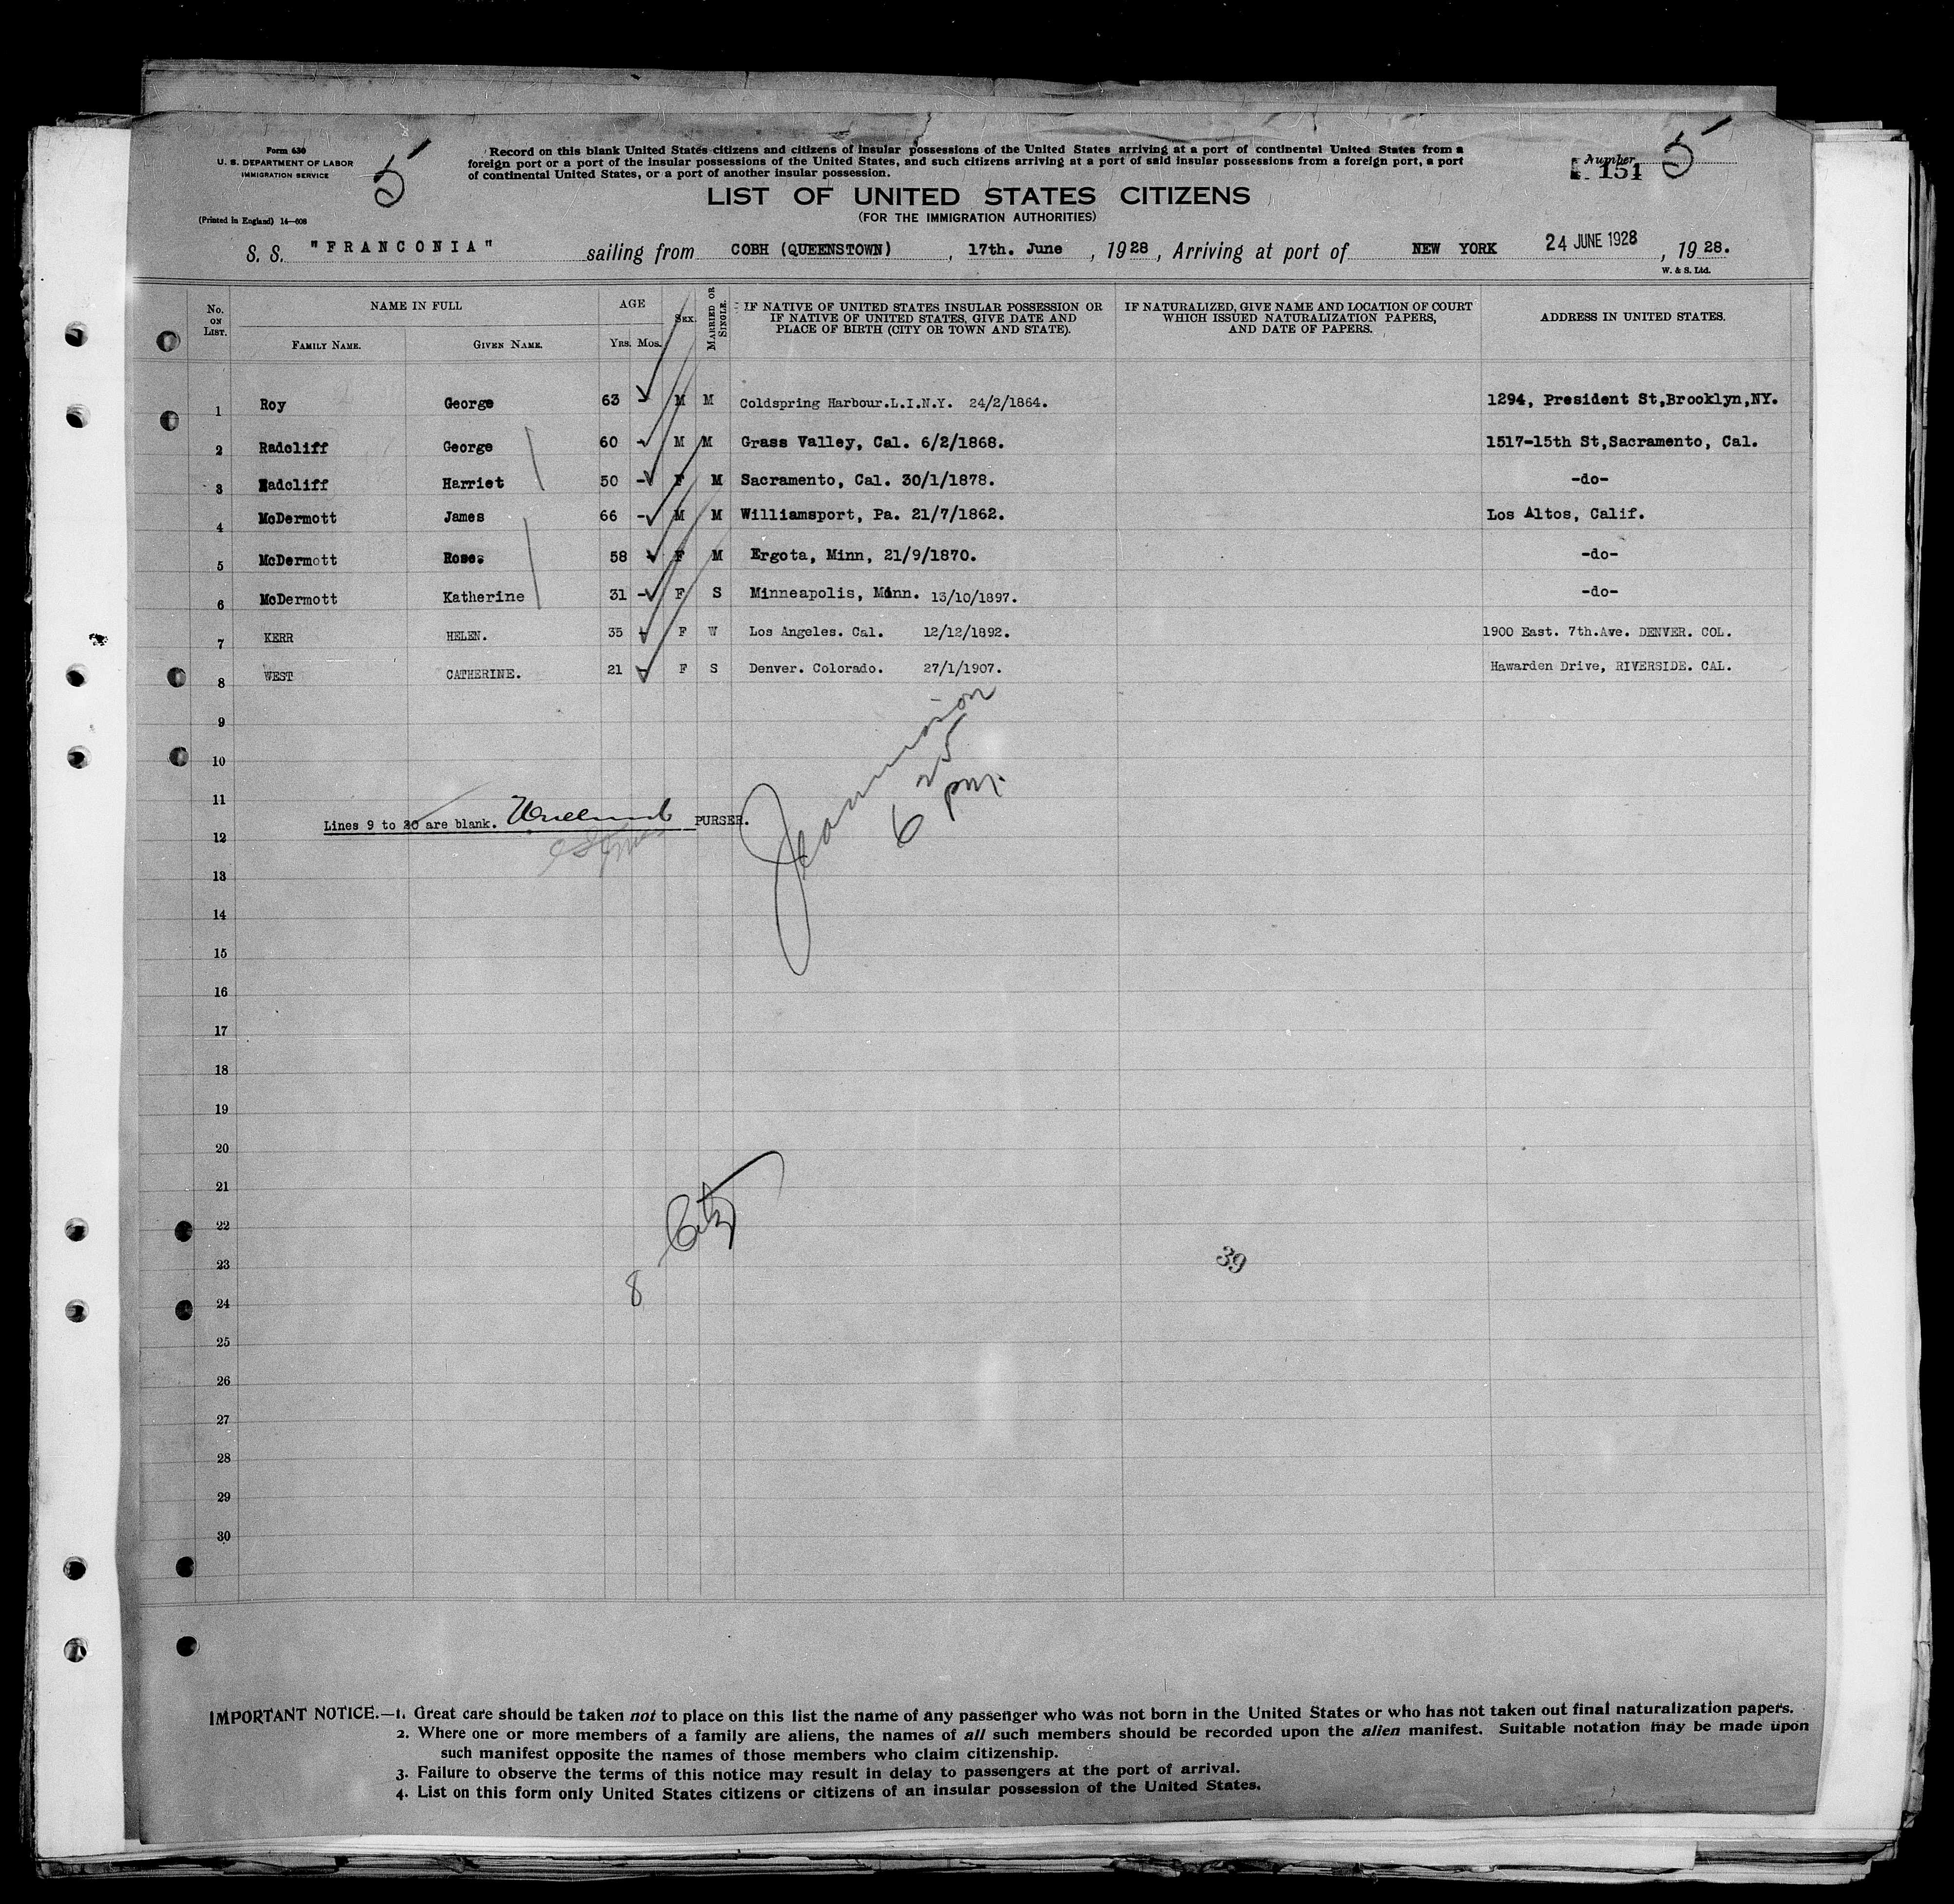 Form 630
U. S. DEPARTMENT OF LABOR
IMMIGRATION SERVICE
(Printed in England) 14—608
5
Record on this blank United States citizens and citizens of insular possessions of the United States arriving at a port of continental United States from a
foreign port or a port of the insular possessions of the United States, and such citizens arriving at a port of said insular possessions from a foreign port, a port
of continental United States, or a port of another insular possession.
Number 5
151
LIST OF UNITED STATES CITIZENS
(FOR THE IMMIGRATION AUTHORITIES)
S. S. "FRANCONIA" sailing from COBH (QUEENSTOWN), 17th. June, 1928, Arriving at port of NEW YORK 24 JUNE 1928, 1928.
W. & S. Ltd.
No. ON LIST. NAME IN FULL FAMILY NAME. GIVEN NAME. AGE YRS. MOS. SEX. MARRIED OR SINGLE. IF NATIVE OF UNITED STATES INSULAR POSSESSION OR IF NATIVE OF UNITED STATES, GIVE DATE AND PLACE OF BIRTH (CITY OR TOWN AND STATE). IF NATURALIZED, GIVE NAME AND LOCATION OF COURT WHICH ISSUED NATURALIZATION PAPERS, AND DATE OF PAPERS. ADDRESS IN UNITED STATES.
1 Roy George 63 M M Coldspring Harbour.L.I.N.Y. 24/2/1864. 1294, President St,Brooklyn,NY.
2 Radcliff George 60 - M M Grass Valley, Cal. 6/2/1868. 1517-15th St,Sacramento, Cal.
3 Radcliff Harriet 50 - F M Sacramento, Cal. 30/1/1878. -do-
4 McDermott James 66 - M M Williamsport, Pa. 21/7/1862. Los Altos, Calif.
5 McDermott Rose 58 - F M Ergota, Minn, 21/9/1870. -do-
6 McDermott Katherine 31 - F S Minneapolis, Minn. 13/10/1897. -do-
7 KERR HELEN. 35 - F W Los Angeles. Cal. 12/12/1892. 1900 East. 7th.Ave. DENVER. COL.
8 WEST CATHERINE. 21 - F S Denver. Colorado. 27/1/1907. Hawarden Drive, RIVERSIDE. CAL.
9
10
11
Lines 9 to 30 are blank. PURSER.
6 25 pm.
12
13
14
15
16
17
18
19
20
21
22
23
24
25
26
27
28
29
30
8
39
IMPORTANT NOTICE.—1. Great care should be taken not to place on this list the name of any passenger who was not born in the United States or who has not taken out final naturalization papers.
2. Where one or more members of a family are aliens, the names of all such members should be recorded upon the alien manifest. Suitable notation may be made upon
such manifest opposite the names of those members who claim citizenship.
3. Failure to observe the terms of this notice may result in delay to passengers at the port of arrival.
4. List on this form only United States citizens or citizens of an insular possession of the United States.